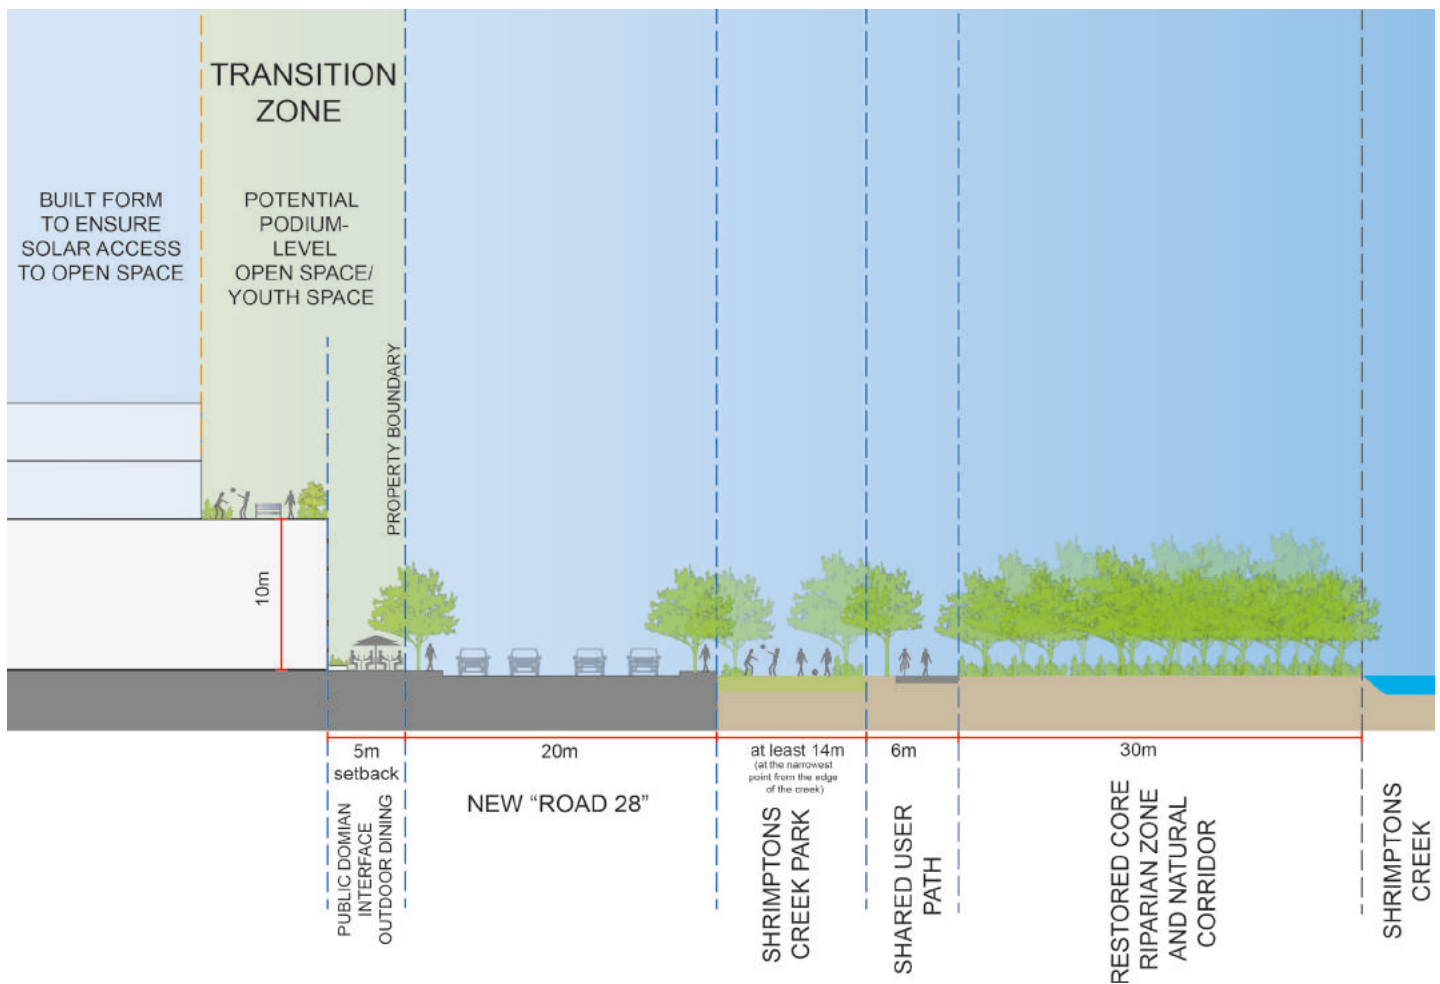 TRANSITION
ZONE
BUILT FORM
TO ENSURE
SOLAR ACCESS
TO OPEN SPACE
POTENTIAL
PODIUM-
LEVEL
OPEN SPACE/
YOUTH SPACE
PROPERTY BOUNDARY
10m
5m
setback
20m
at least 14m
(at the narrowest
point from the edge
of the creek)
6m
30m
PUBLIC DOMIAN
INTERFACE
OUTDOOR DINING
NEW “ROAD 28”
SHRIMPTONS
CREEK PARK
SHARED USER
PATH
RESTORED CORE
RIPARIAN ZONE
AND NATURAL
CORRIDOR
SHRIMPTONS
CREEK